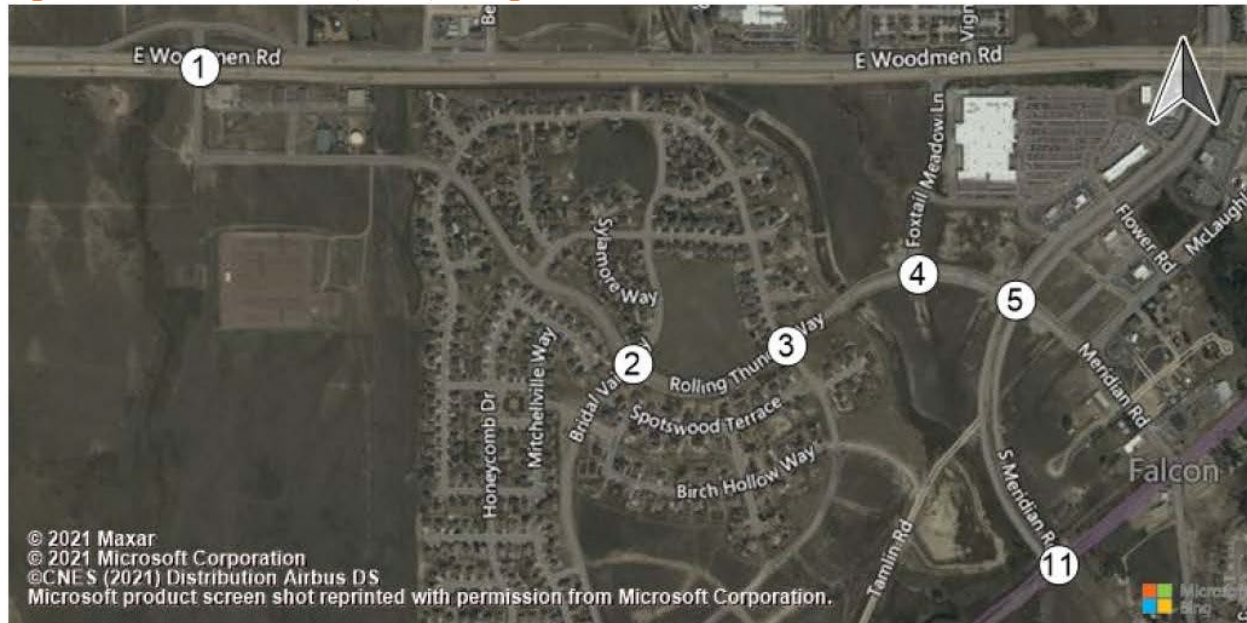 E Woodmen Rd
E Woodmen Rd
1
Foxtail Meadow Ln
Sylamore Way
Flower Rd
4
5
3
2
Rolling Thunder Way
Meridian Rd
Mitchellville Way
Spotswood Terrace
Honeycomb Dr
Birch Hollow Way
S Meridian Rd
Falcon
Tamlin Rd
11
© 2021 Maxar
© 2021 Microsoft Corporation
©CNES (2021) Distribution Airbus DS
Microsoft product screen shot reprinted with permission from Microsoft Corporation.
Microsoft
Bing